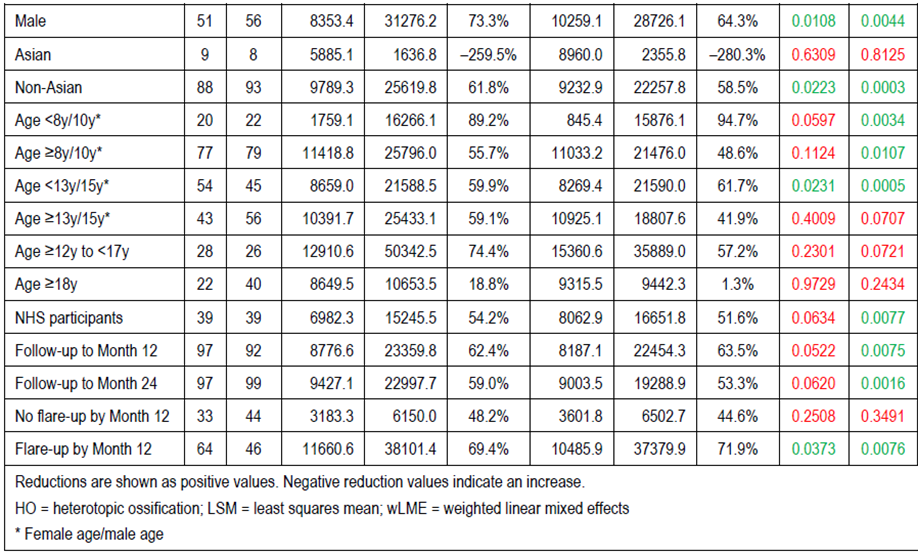 Male 51 56 8353.4 31276.2 73.3% 10259.1 28726.1 64.3% 0.0108 0.0044
Asian 9 8 5885.1 1636.8 –259.5% 8960.0 2355.8 –280.3% 0.6309 0.8125
Non-Asian 88 93 9789.3 25619.8 61.8% 9232.9 22257.8 58.5% 0.0223 0.0003
Age <8y/10y* 20 22 1759.1 16266.1 89.2% 845.4 15876.1 94.7% 0.0597 0.0034
Age ≥8y/10y* 77 79 11418.8 25796.0 55.7% 11033.2 21476.0 48.6% 0.1124 0.0107
Age <13y/15y* 54 45 8659.0 21588.5 59.9% 8269.4 21590.0 61.7% 0.0231 0.0005
Age ≥13y/15y* 43 56 10391.7 25433.1 59.1% 10925.1 18807.6 41.9% 0.4009 0.0707
Age ≥12y to <17y 28 26 12910.6 50342.5 74.4% 15360.6 35889.0 57.2% 0.2301 0.0721
Age ≥18y 22 40 8649.5 10653.5 18.8% 9315.5 9442.3 1.3% 0.9729 0.2434
NHS participants 39 39 6982.3 15245.5 54.2% 8062.9 16651.8 51.6% 0.0634 0.0077
Follow-up to Month 12 97 92 8776.6 23359.8 62.4% 8187.1 22454.3 63.5% 0.0522 0.0075
Follow-up to Month 24 97 99 9427.1 22997.7 59.0% 9003.5 19288.9 53.3% 0.0620 0.0016
No flare-up by Month 12 33 44 3183.3 6150.0 48.2% 3601.8 6502.7 44.6% 0.2508 0.3491
Flare-up by Month 12 64 46 11660.6 38101.4 69.4% 10485.9 37379.9 71.9% 0.0373 0.0076
Reductions are shown as positive values. Negative reduction values indicate an increase.
HO = heterotopic ossification; LSM = least squares mean; wLME = weighted linear mixed effects
* Female age/male age